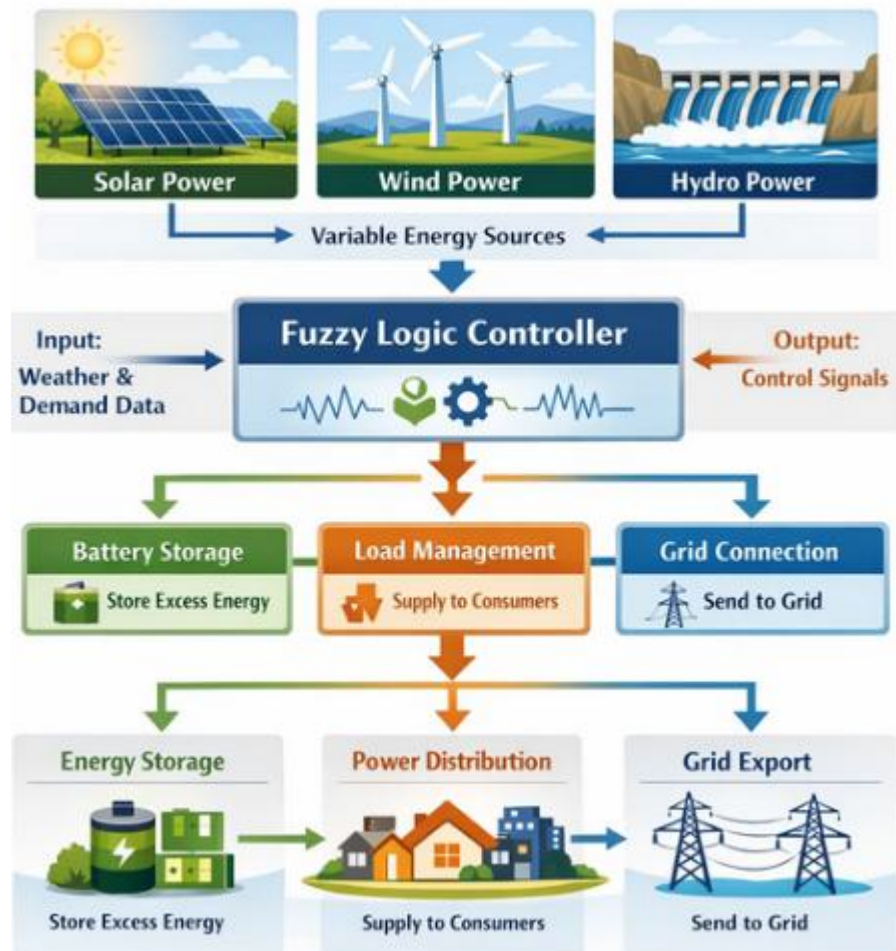 Solar Power
Wind Power
Hydro Power
Variable Energy Sources
Input:
Weather &
Demand Data
Fuzzy Logic Controller
Output:
Control Signals
Battery Storage
Store Excess Energy
Load Management
Supply to Consumers
Grid Connection
Send to Grid
Energy Storage
Store Excess Energy
Power Distribution
Supply to Consumers
Grid Export
Send to Grid